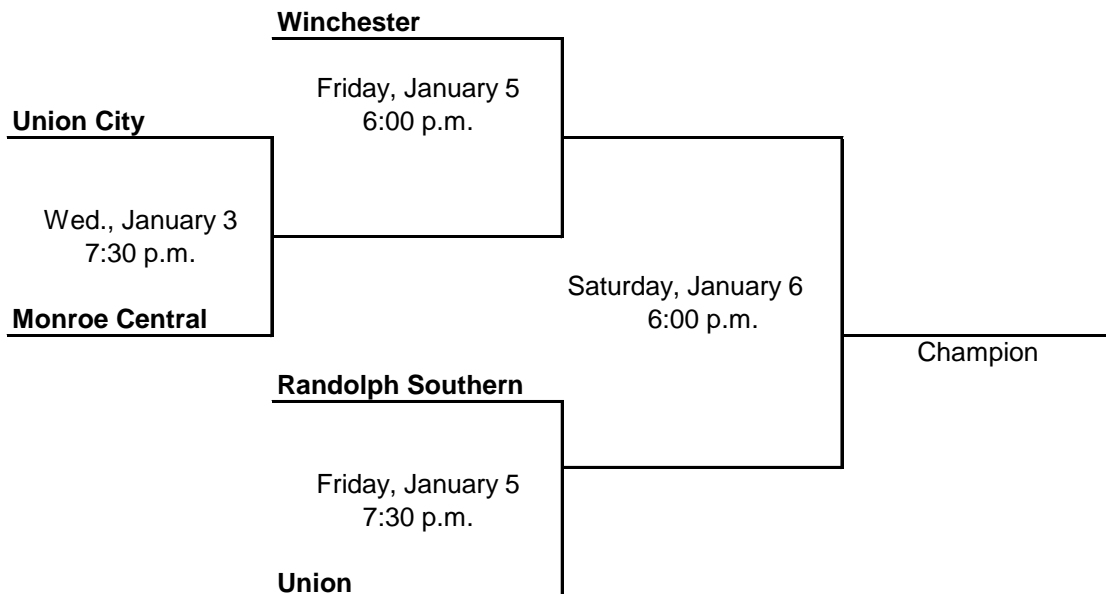 Winchester
Friday, January 5
6:00 p.m.
Union City
Wed., January 3
7:30 p.m.
Monroe Central
Saturday, January 6
6:00 p.m.
Champion
Randolph Southern
Friday, January 5
7:30 p.m.
Union